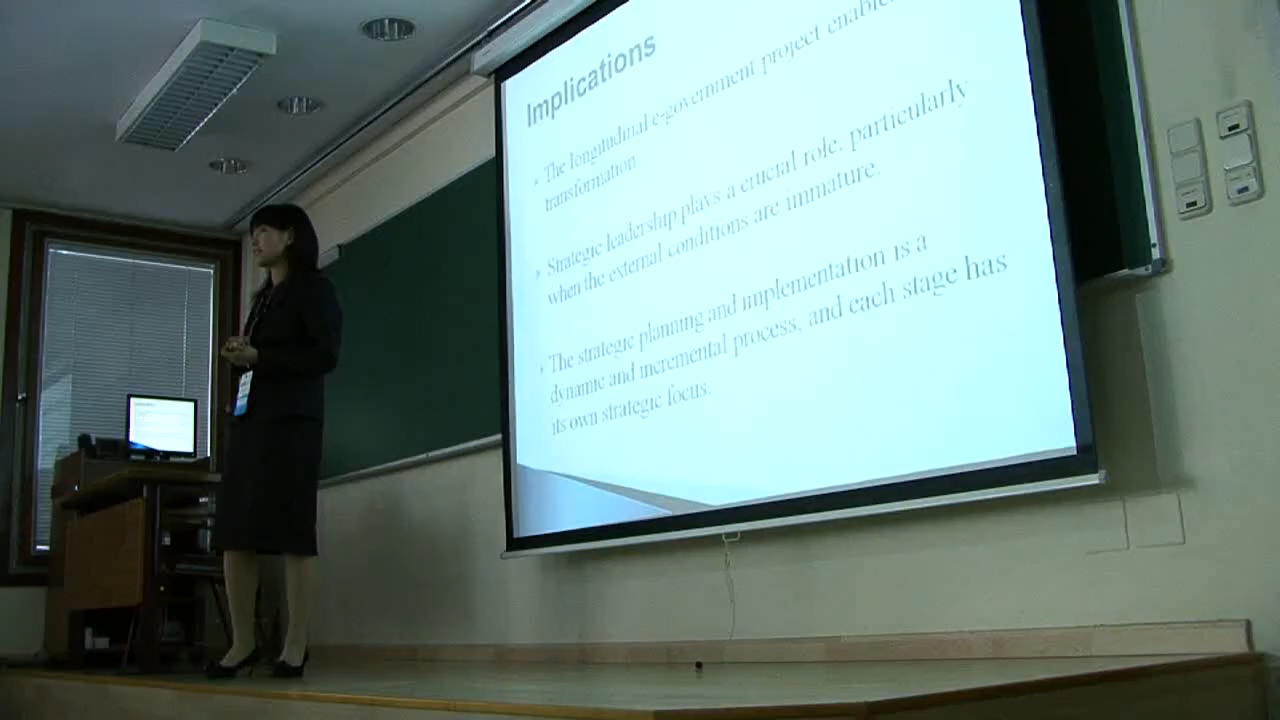 Implications
The longitudinal e-government project enable
transformation
Strategic leadership plays a crucial role, particularly
when the external conditions are immature.
The strategic planning and implementation is a
dynamic and incremental process, and each stage has
its own strategic focus.